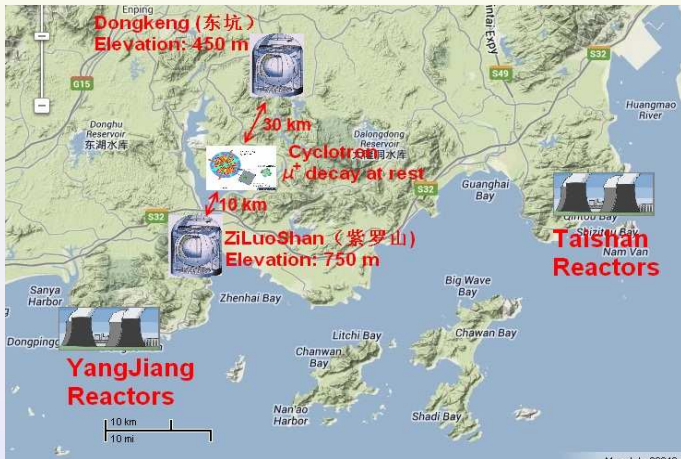 Dongkeng (东坑)
Elevation: 450 m
30 km
Cyclotron
μ+ decay at rest
10 km
ZiLuoShan (紫罗山)
Elevation: 750 m
Taishan
Reactors
YangJiang
Reactors
G15
S32
S49
S32
S32
Donghu
Reservoir
东湖水库
Dalongdong
Reservoir
Huangmao
River
Guanghai
Bay
Nam Van
Sanya
Harbor
Zhenhai Bay
Big Wave
Bay
Chawan Bay
Litchi Bay
Chanwan
Bay
Nan'ao
Harbor
Shadi Bay
10 km
10 mi